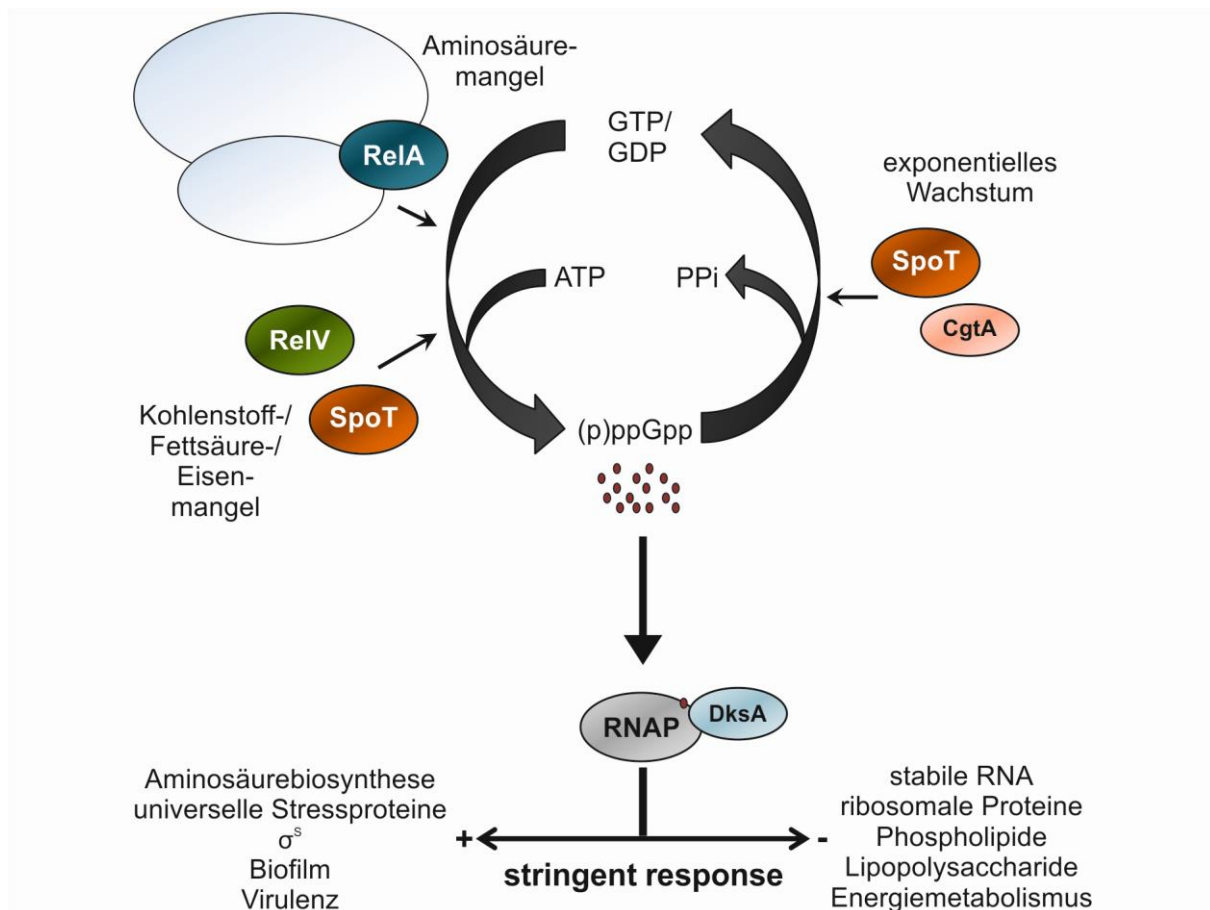 Aminosäure-
mangel
RelA
GTP/
GDP
exponentielles
Wachstum
SpoT
CgtA
ATP
PPi
RelV
SpoT
Kohlenstoff-/
Fettsäure-/
Eisen-
mangel
(p)ppGpp
RNAP
DksA
Aminosäurebiosynthese
universelle Stressproteine
σˢ
Biofilm
Virulenz
+
-
stringent response
stabile RNA
ribosomale Proteine
Phospholipide
Lipopolysaccharide
Energiemetabolismus